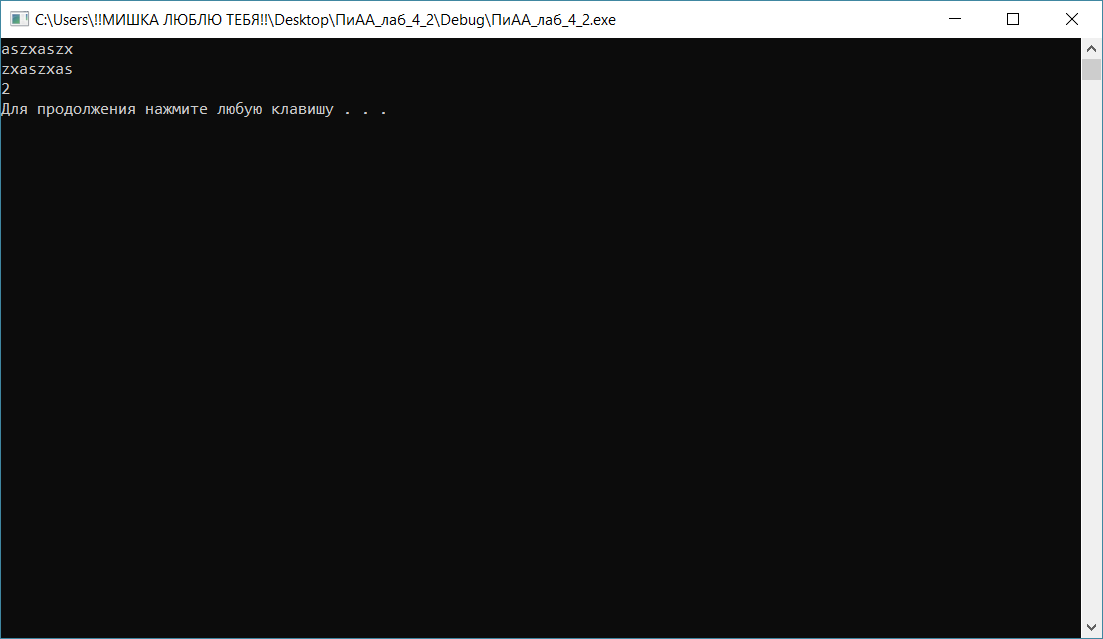 C:\Users\!!МИШКА ЛЮБЛЮ ТЕБЯ!!\Desktop\ПиАА_лаб_4_2\Debug\ПиАА_лаб_4_2.exe
aszxaszx
zxaszxas
2
Для продолжения нажмите любую клавишу . . .